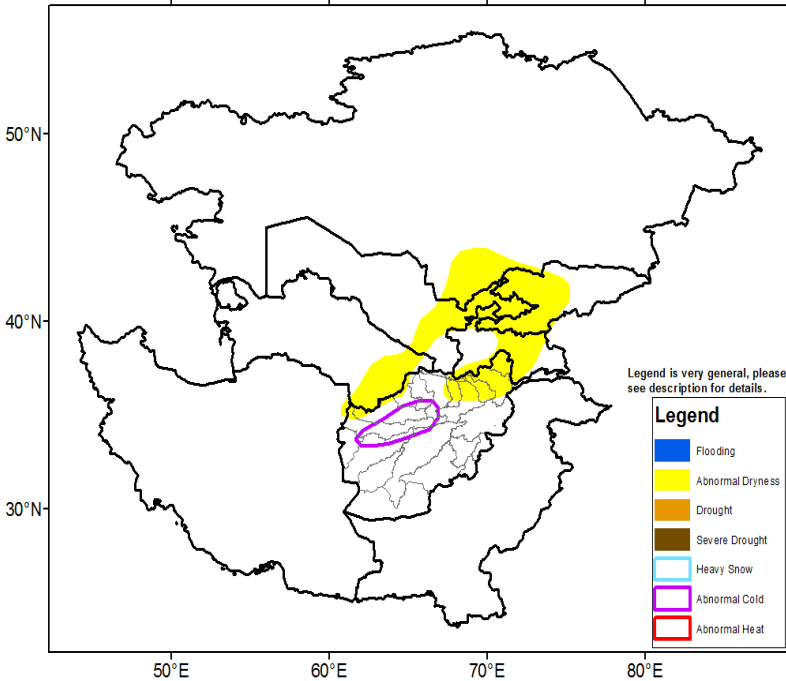 50°N
40°N
30°N
50°E
60°E
70°E
80°E
Legend is very general, please
see description for details.
Legend
Flooding
Abnormal Dryness
Drought
Severe Drought
Heavy Snow
Abnormal Cold
Abnormal Heat